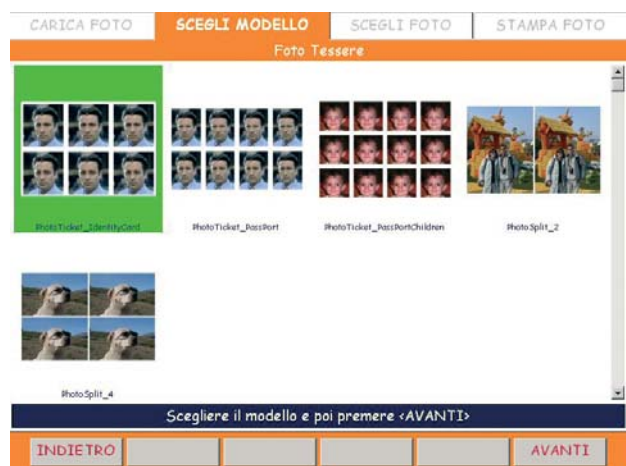 CARICA FOTO
SCEGLI MODELLO
SCEGLI FOTO
STAMPA FOTO
Foto Tessere
PhotoTicket_IdentityCard
PhotoTicket_PassPort
PhotoTicket_PassPortChildren
PhotoSplit_2
PhotoSplit_4
Scegliere il modello e poi premere <AVANTI>
INDIETRO
AVANTI